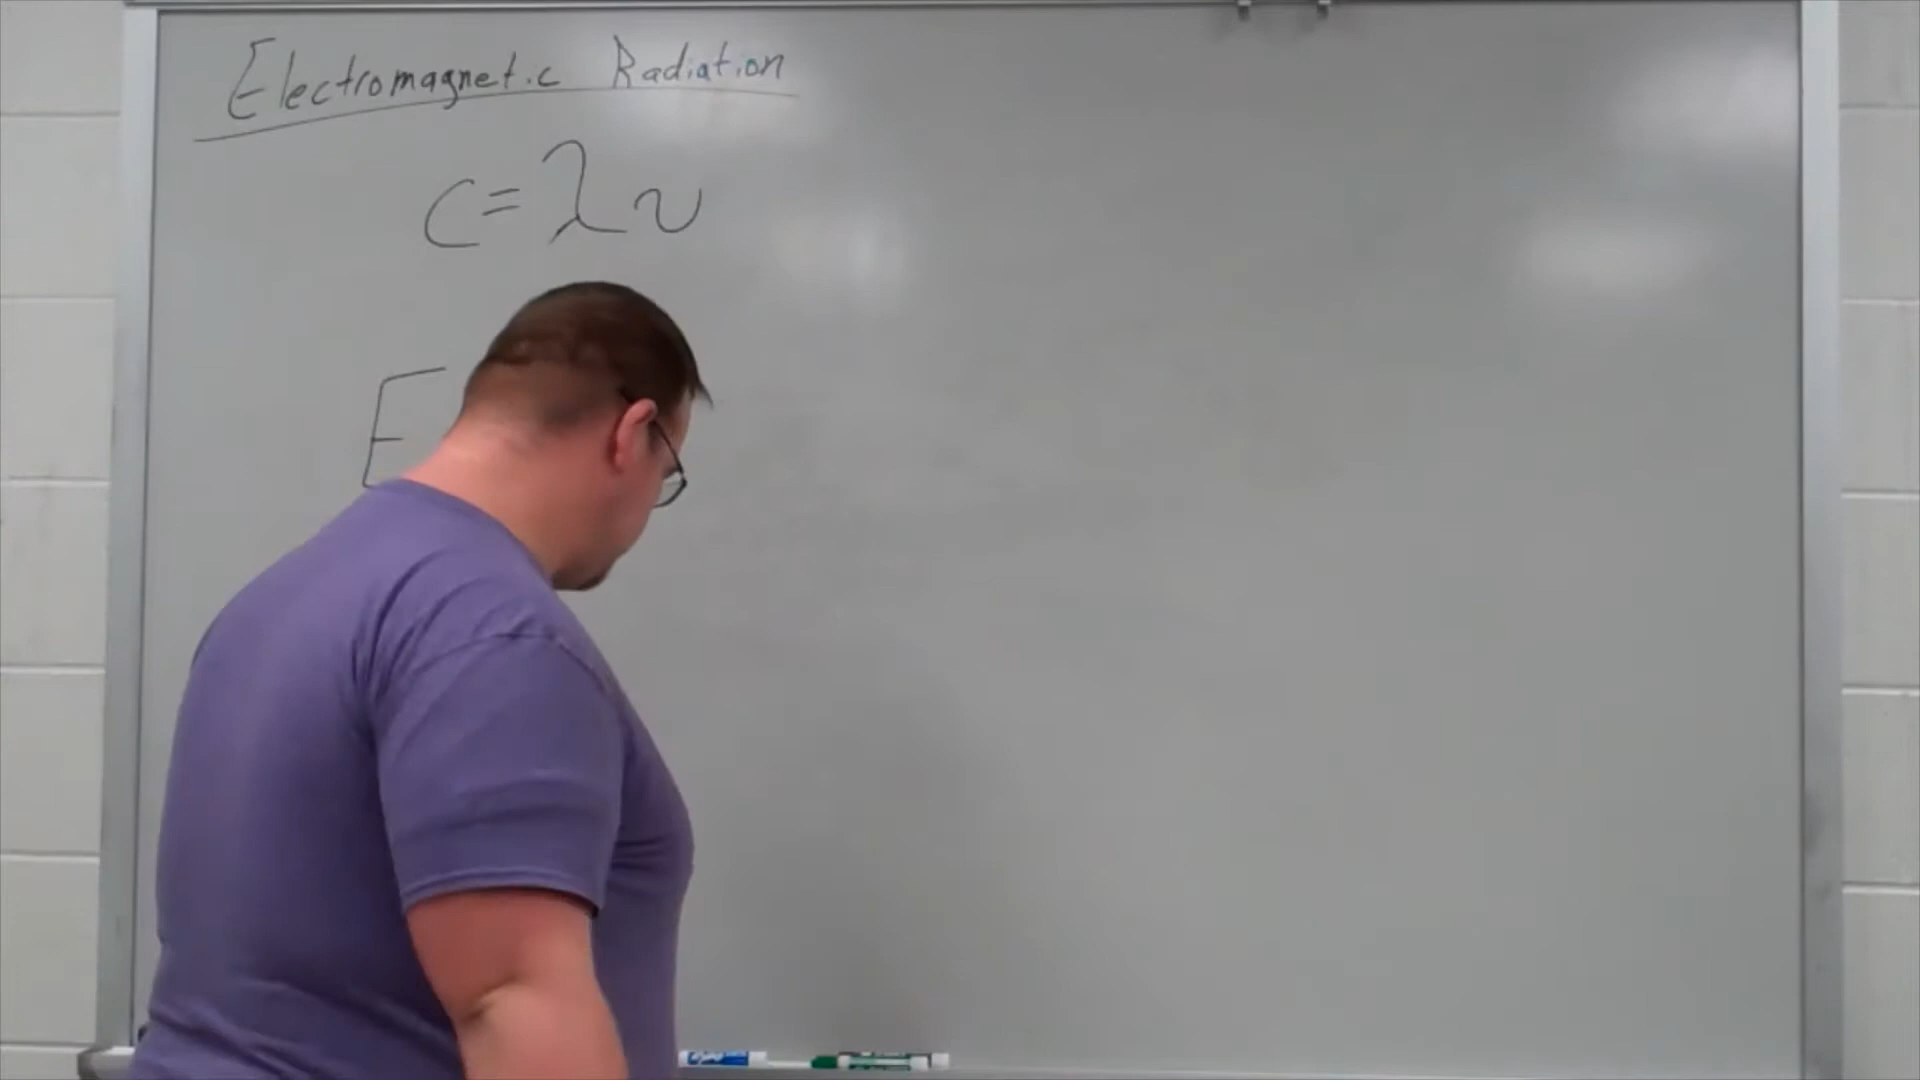 Electromagnetic Radiation
c = λν
E